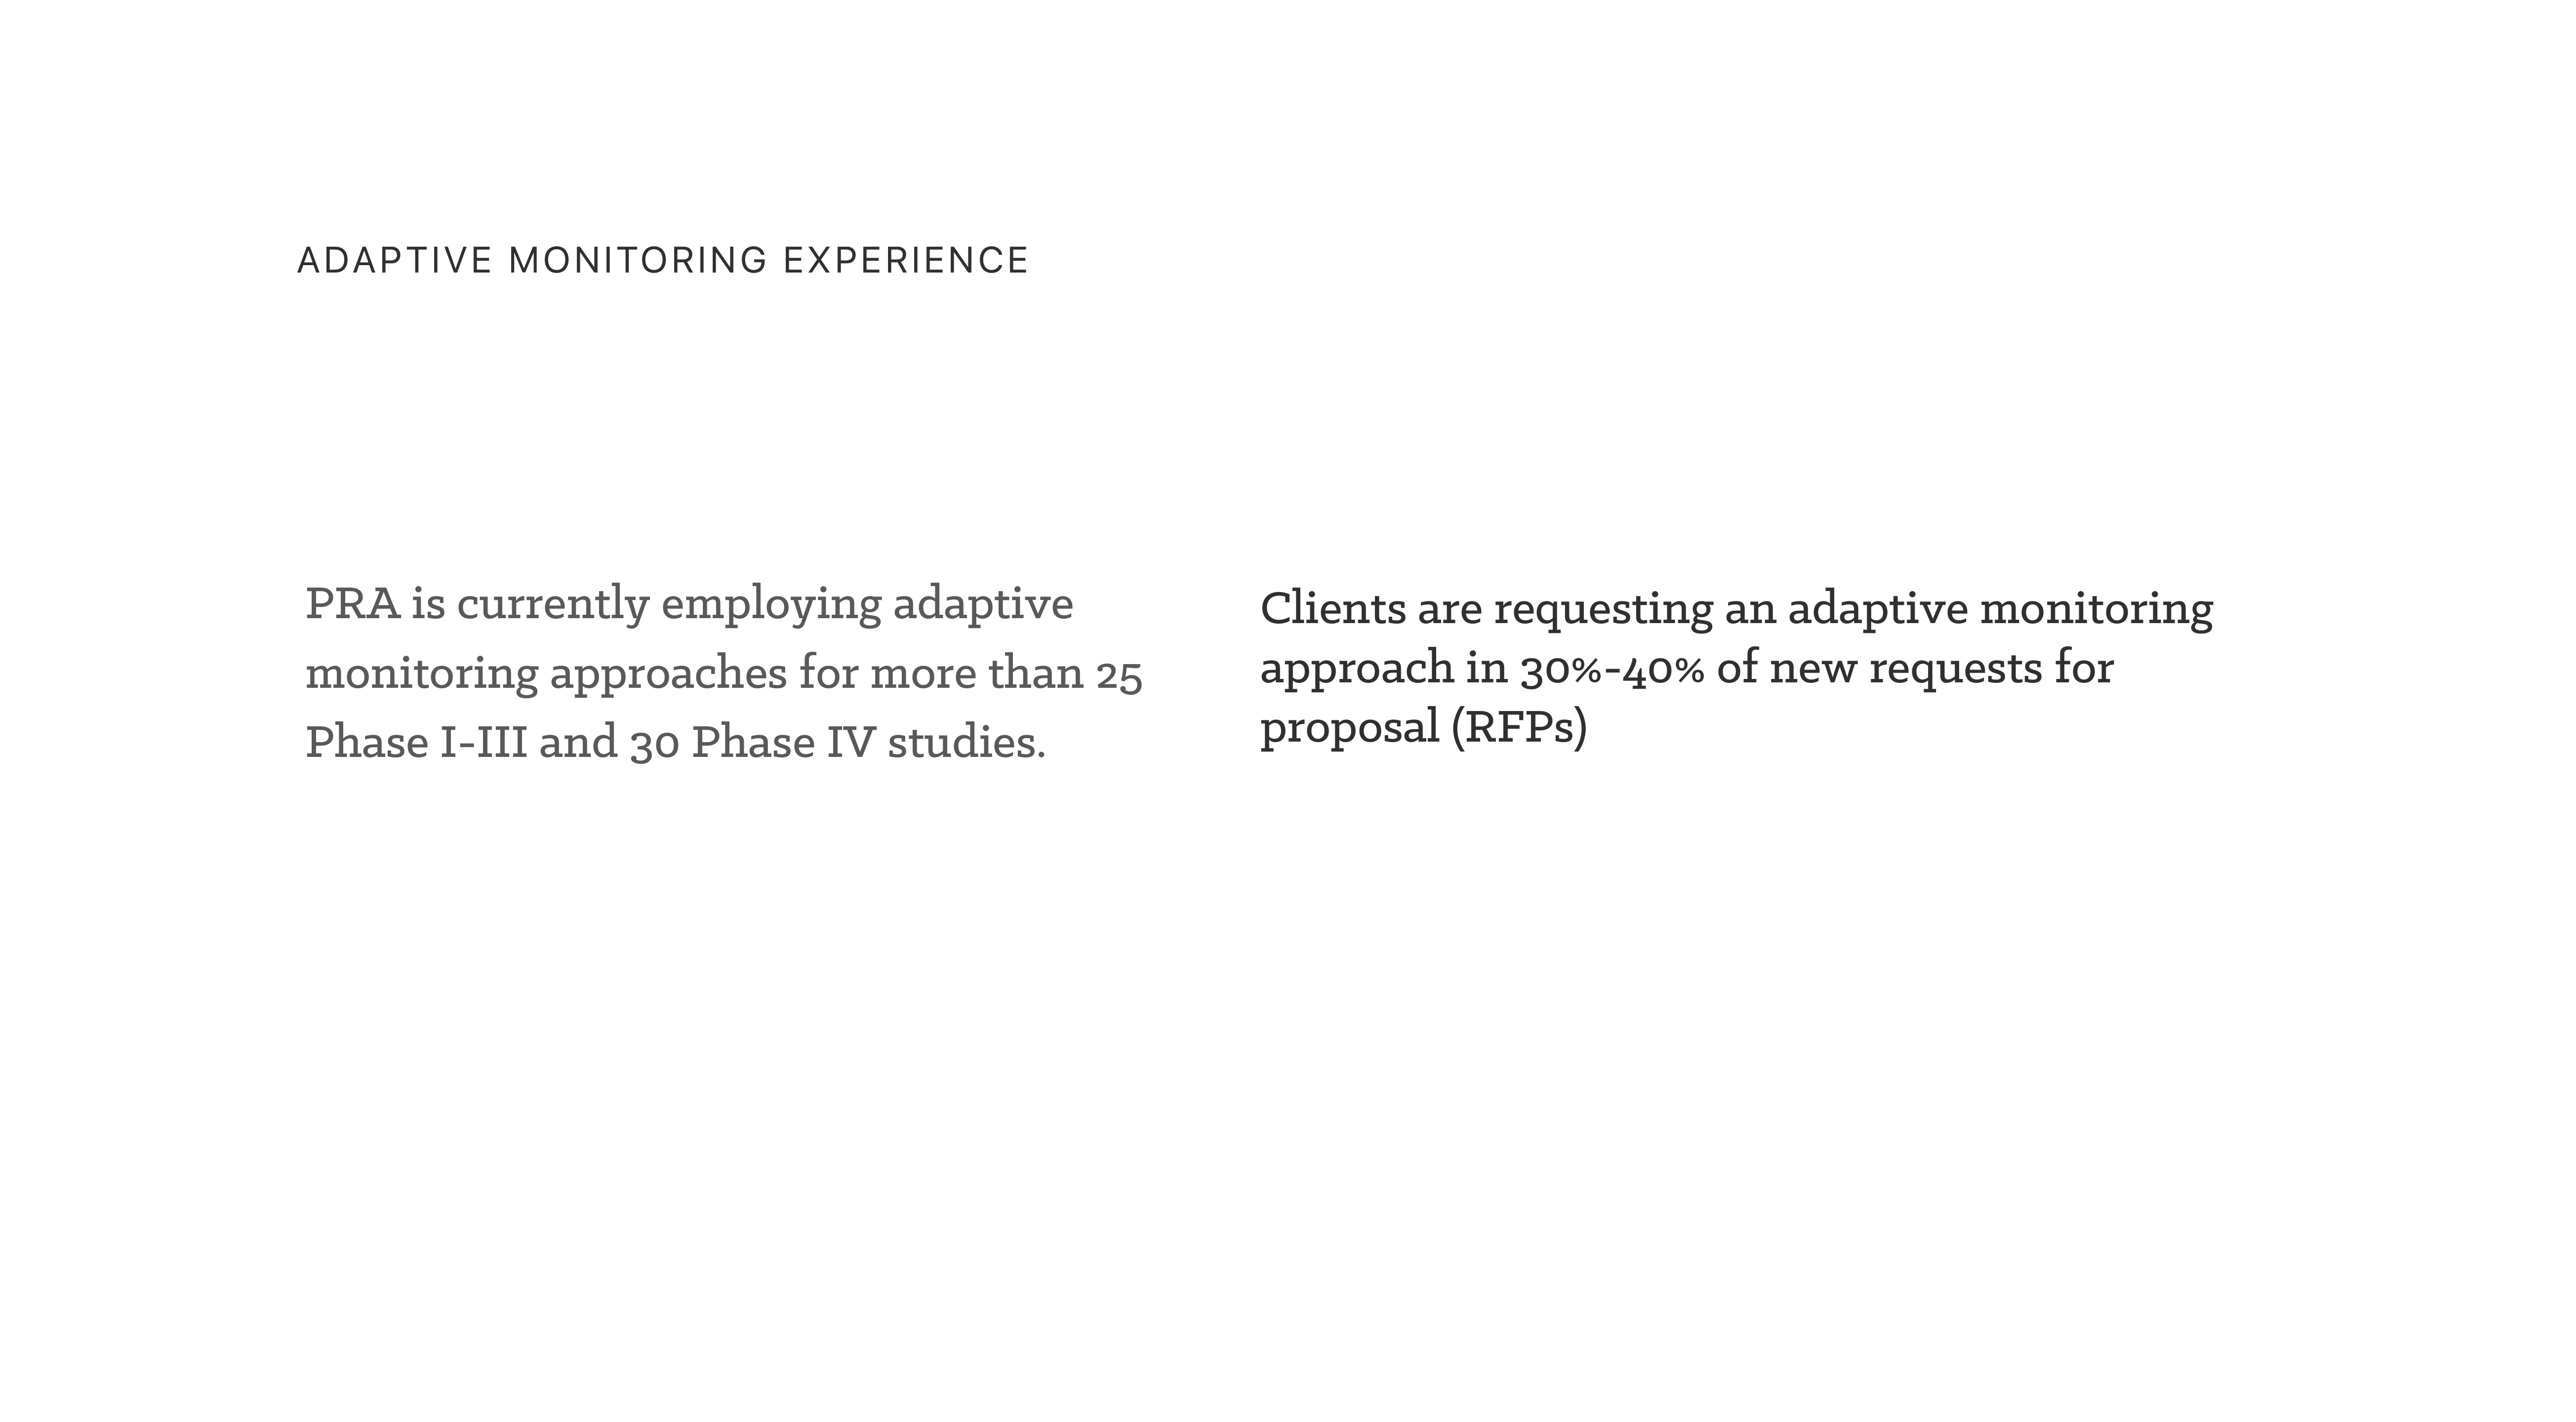 ADAPTIVE MONITORING EXPERIENCE
PRA is currently employing adaptive
monitoring approaches for more than 25
Phase I-III and 30 Phase IV studies.
Clients are requesting an adaptive monitoring
approach in 30%-40% of new requests for
proposal (RFPs)